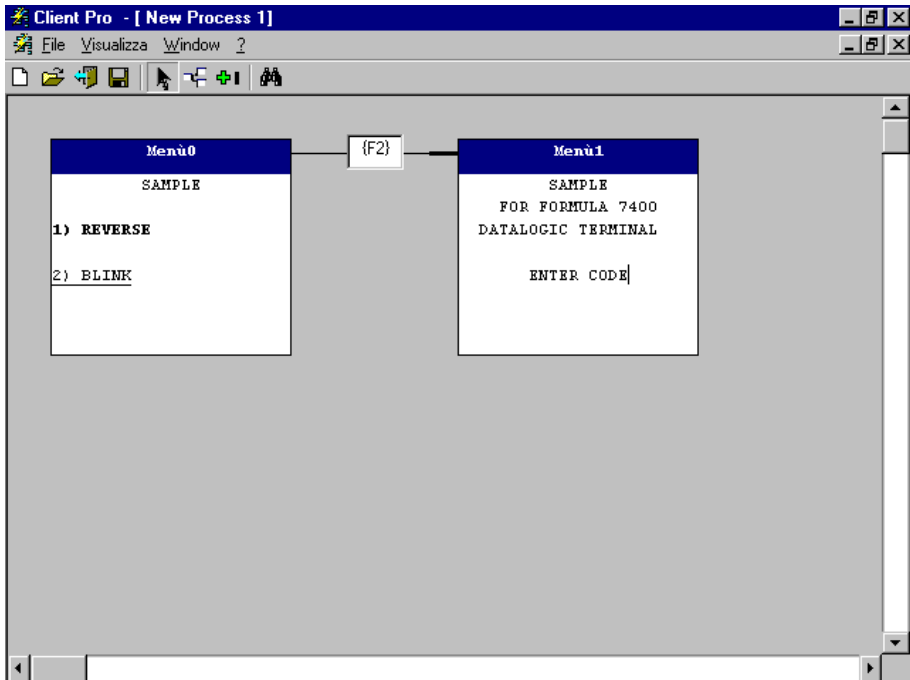 Client Pro - [ New Process 1]
File Visualizza Window ?
Menù0
SAMPLE
1) REVERSE
2) BLINK
{F2}
Menù1
SAMPLE
FOR FORMULA 7400
DATALOGIC TERMINAL
ENTER CODE